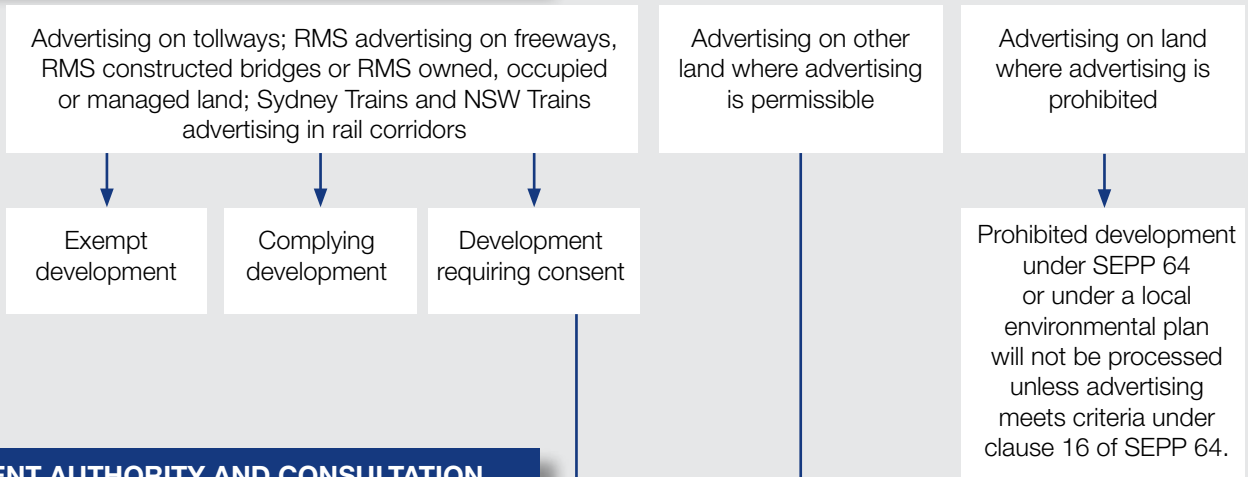 Advertising on tollways; RMS advertising on freeways,
RMS constructed bridges or RMS owned, occupied
or managed land; Sydney Trains and NSW Trains
advertising in rail corridors
Advertising on other
land where advertising
is permissible
Advertising on land
where advertising is
prohibited
Exempt
development
Complying
development
Development
requiring consent
Prohibited development
under SEPP 64
or under a local
environmental plan
will not be processed
unless advertising
meets criteria under
clause 16 of SEPP 64.
AUTHORITY AND CONSULTATION